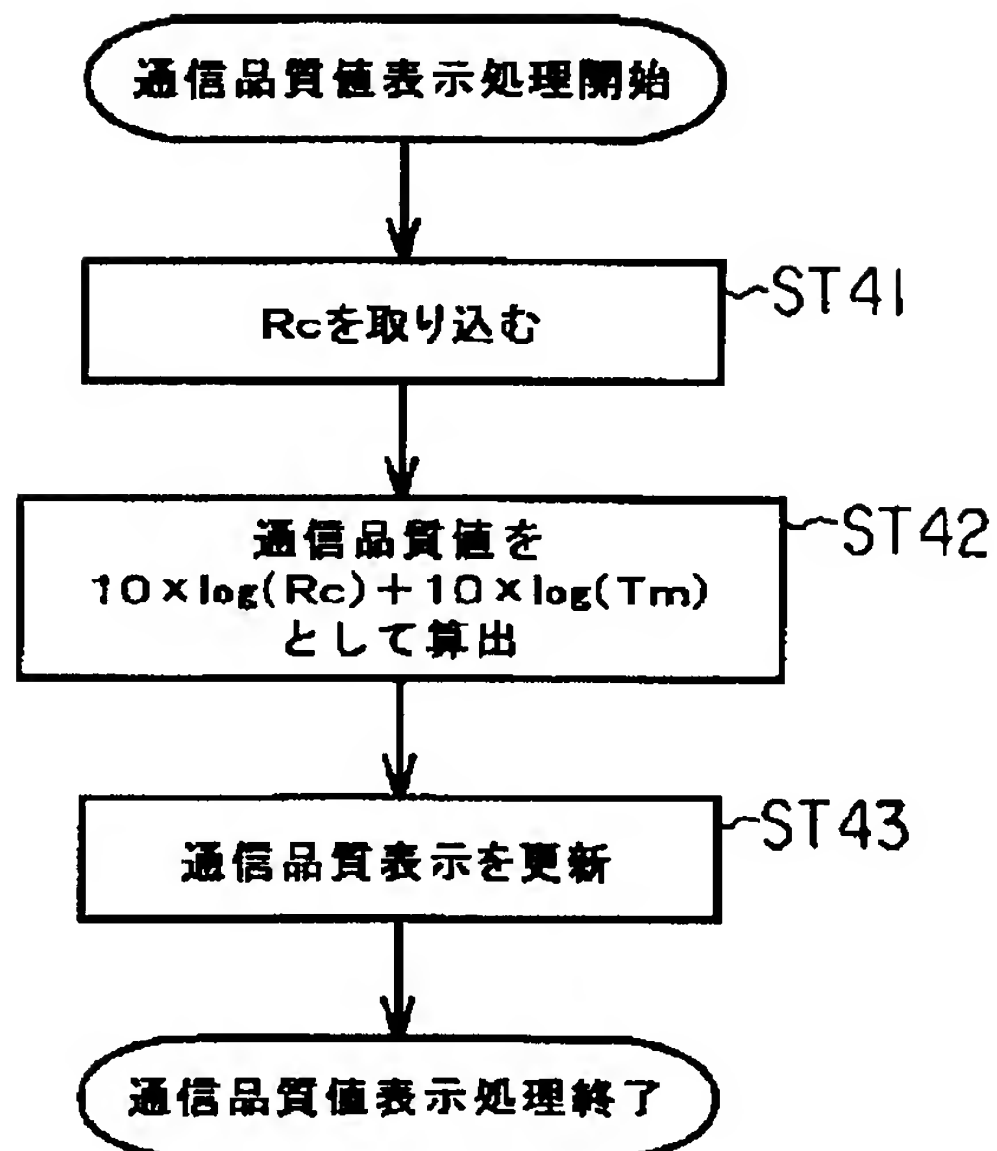 通信品質値表示処理開始
Rcを取り込む
ST41
通信品質値を
10×log(Rc)+10×log(Tm)
として算出
ST42
通信品質表示を更新
ST43
通信品質値表示処理終了